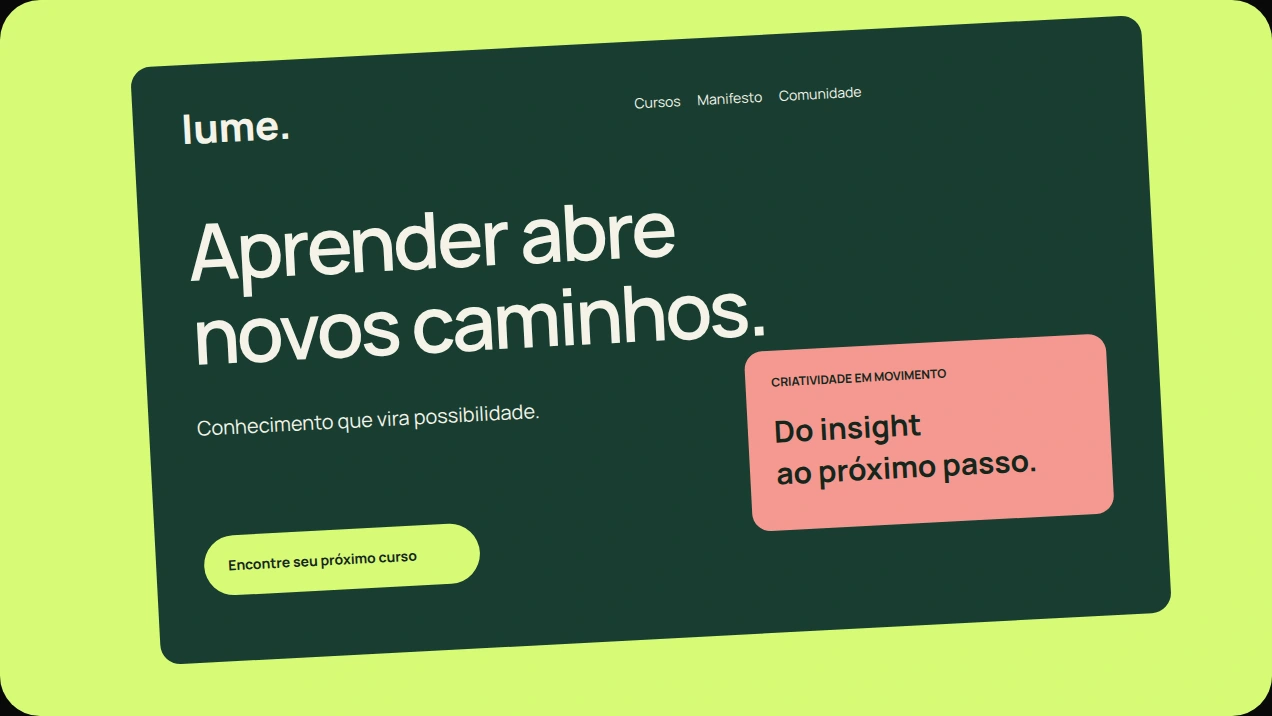 lume.
Cursos Manifesto Comunidade
Aprender abre
novos caminhos.
Conhecimento que vira possibilidade.
CRIATIVIDADE EM MOVIMENTO
Do insight
ao próximo passo.
Encontre seu próximo curso